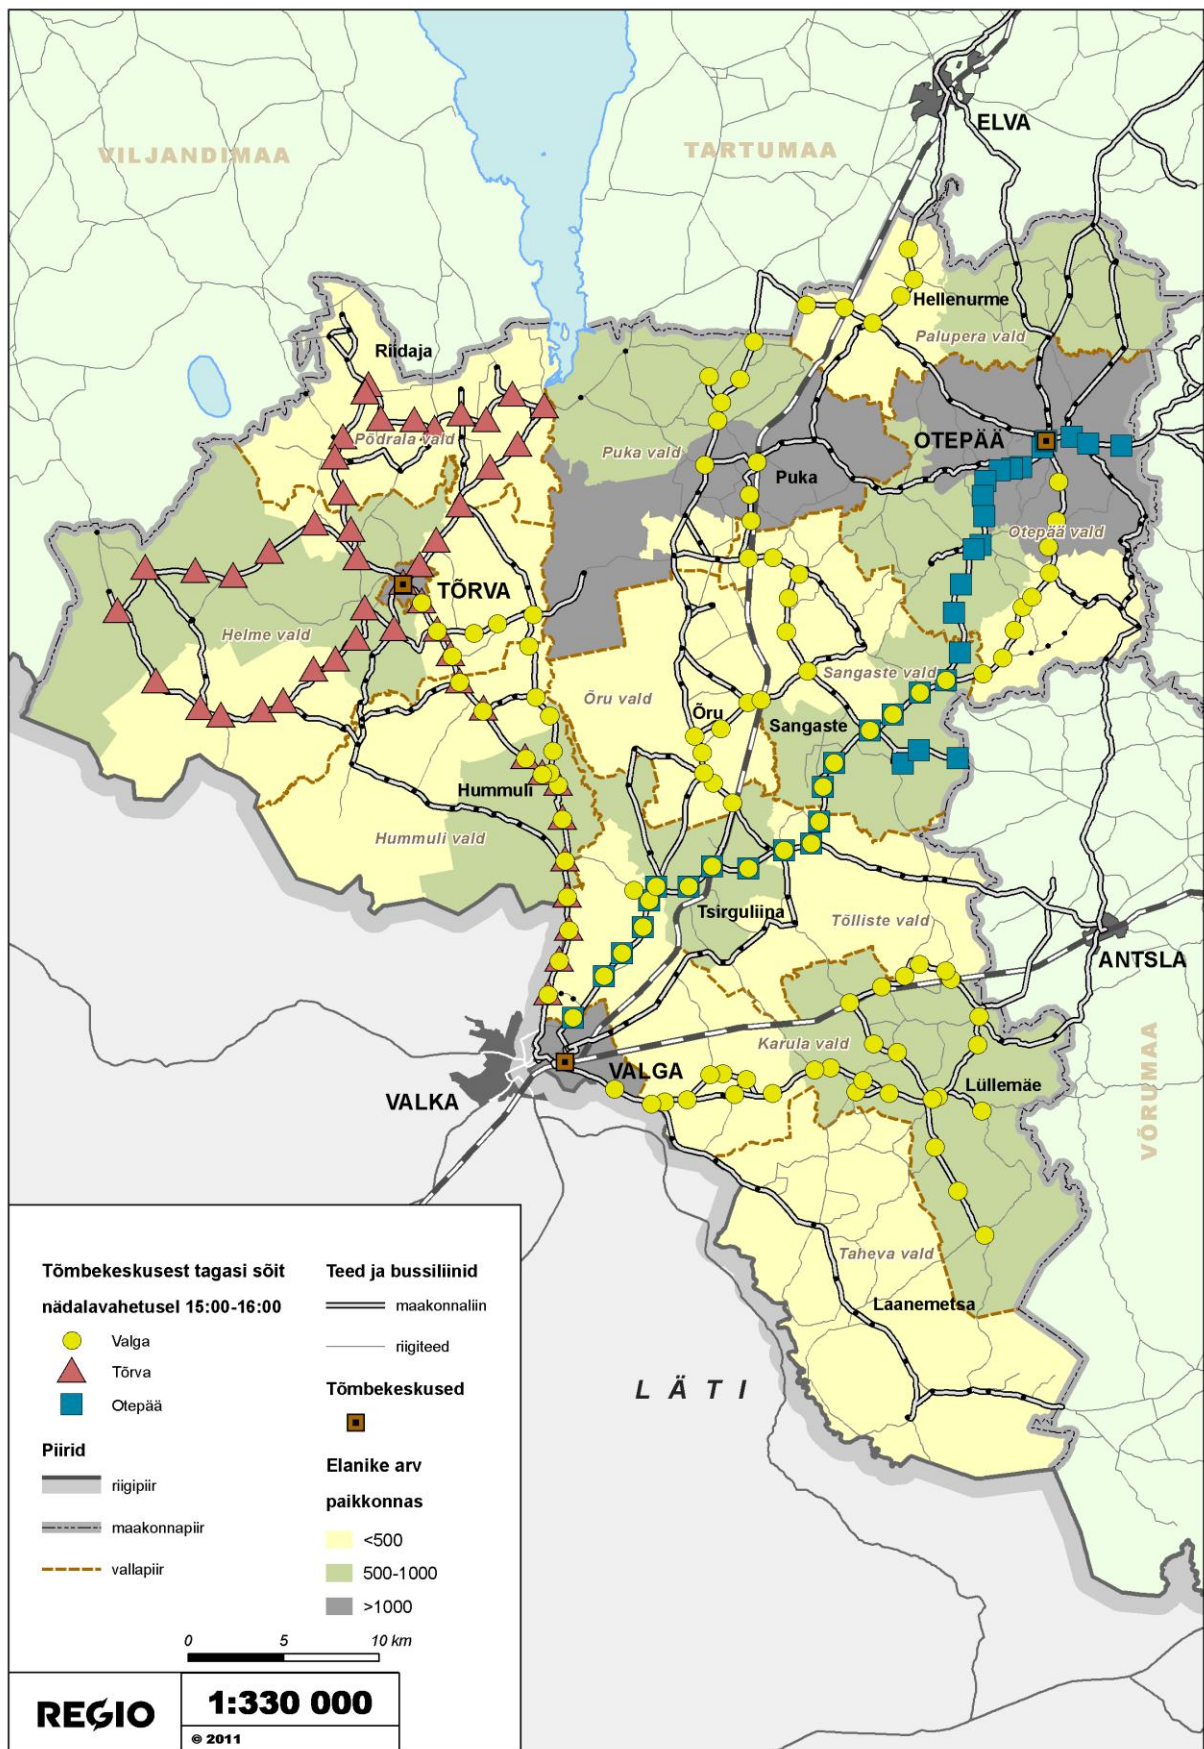 ELVA
VILJANDIMAA
TARTUMAA
Hellenurme
Palupera vald
Riidaja
OTEPÄÄ
Põdrala vald
Puka vald
Puka
Otepää vald
TÕRVA
Helme vald
Sangaste vald
Õru vald
Õru
Sangaste
Hummuli
Hummuli vald
Tsirguliina
Tõlliste vald
ANTSLA
Karula vald
VALGA
Lüllemäe
VALKA
VÕRUMAA
Taheva vald
Laanemetsa
LÄTI
Tõmbekeskusest tagasi sõit
nädalavahetusel 15:00-16:00
Valga
Tõrva
Otepää
Piirid
riigipiir
maakonnapiir
vallapiir
Teed ja bussiliinid
maakonnaliin
riigiteed
Tõmbekeskused
Elanike arv
paikkonnas
<500
500-1000
>1000
0 5 10 km
REGIO
1:330 000
© 2011